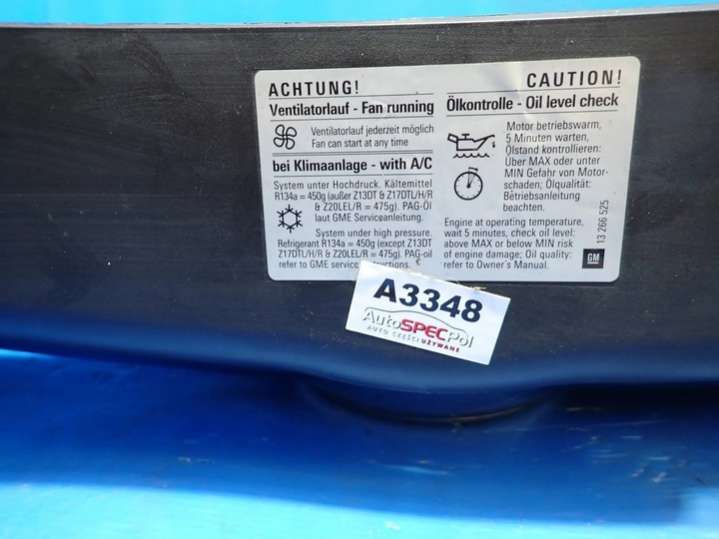 ACHTUNG!
Ventilatorlauf - Fan running
Ventilatorlauf jederzeit möglich
Fan can start at any time
bei Klimaanlage - with A/C
System unter Hochdruck, Kältemittel
R134a = 450g (außer Z13DT
& Z17DTL/H/R
& Z20LEL/R = 475g). PAG-Öl
laut GME Serviceanleitung.
System under high pressure.
Refrigerant R134a = 450g (except Z13DT
Z17DTL/H/R & Z20LEL/R = 475g). PAG-oil
refer to GME service
CAUTION!
Ölkontrolle - Oil level check
Motor betriebswarm,
5 Minuten warten,
Ölstand kontrollieren:
Über MAX oder unter
MIN Gefahr von Motor-
schaden; Ölqualität:
Betriebsanleitung
beachten.
Engine at operating temperature,
wait 5 minutes, check oil level:
above MAX or below MIN risk
of engine damage; Oil quality:
refer to Owner's Manual.
GM
13 266 525
A3348
AutoSPECPol
AUTO CZĘŚCI UŻYWANE